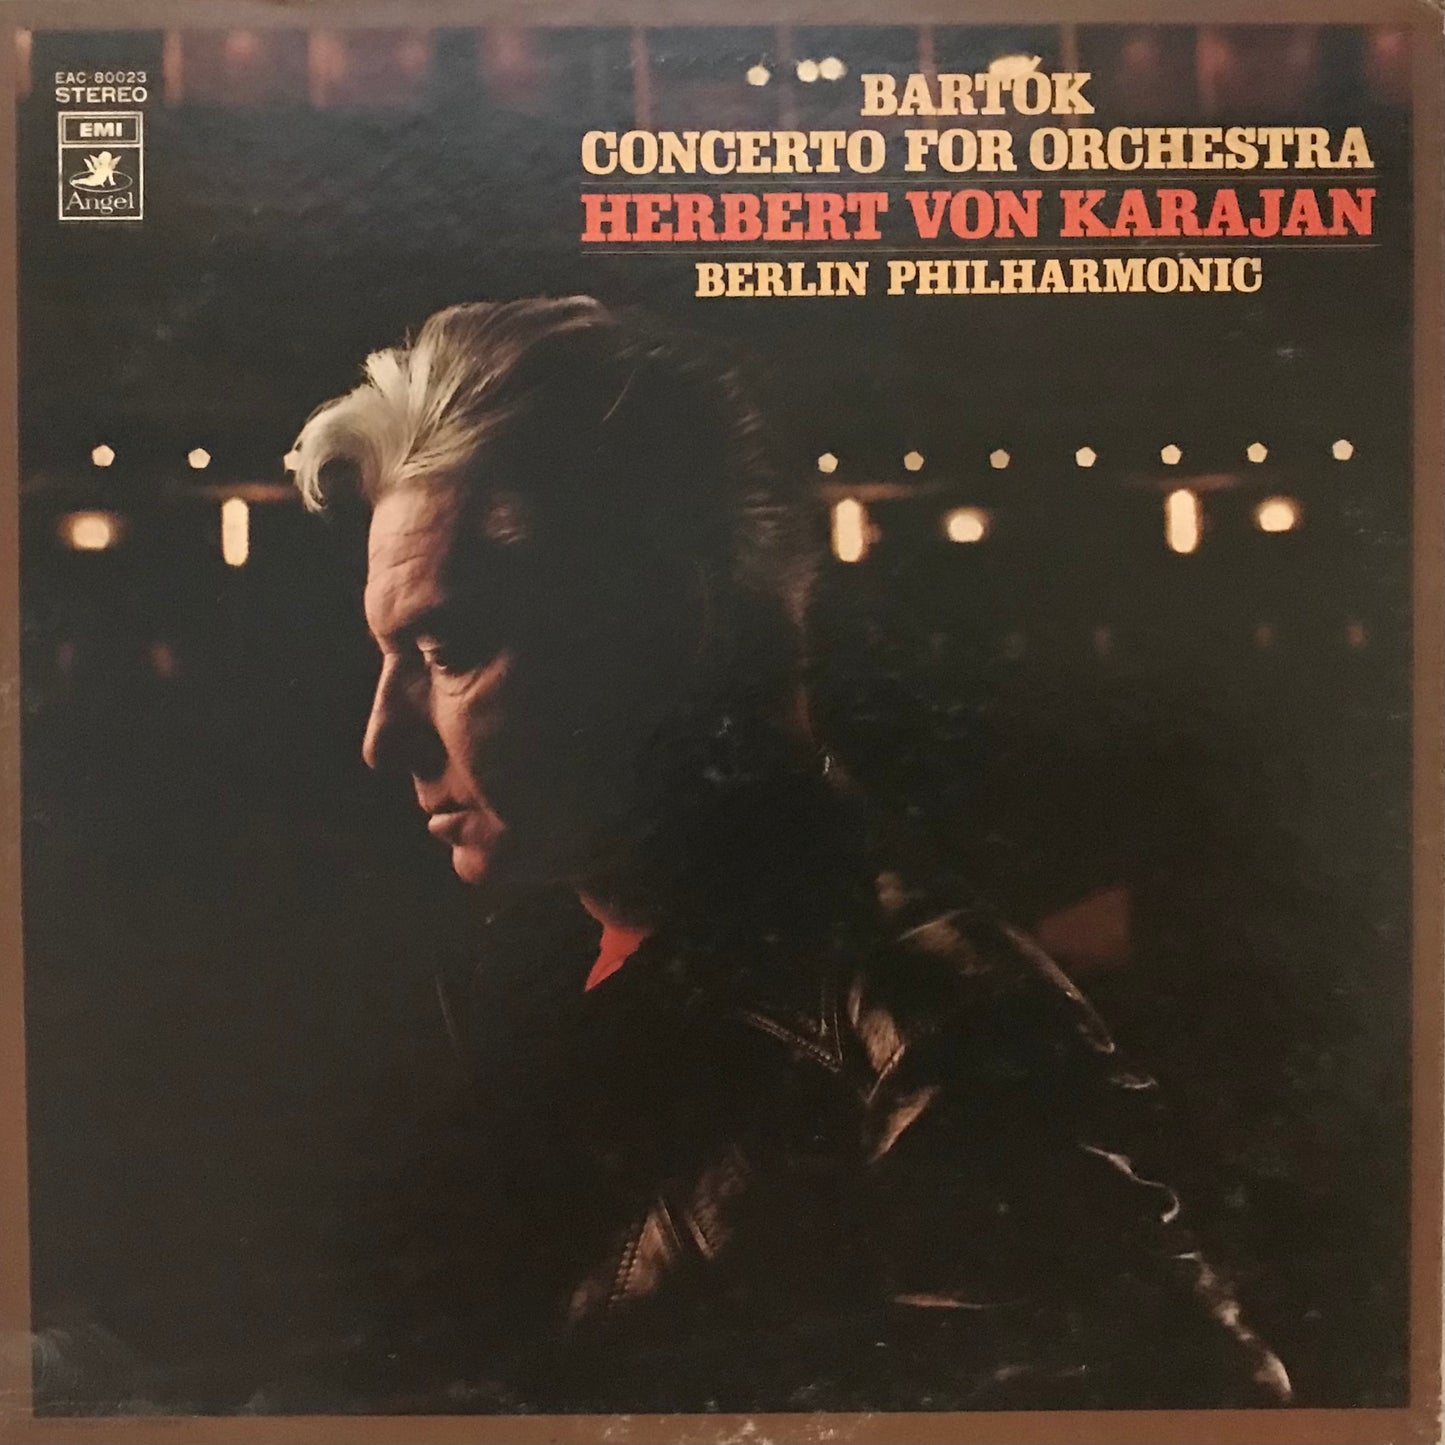 EAC-80023
STEREO
EMI
Angel
BARTÓK
CONCERTO FOR ORCHESTRA
HERBERT VON KARAJAN
BERLIN PHILHARMONIC